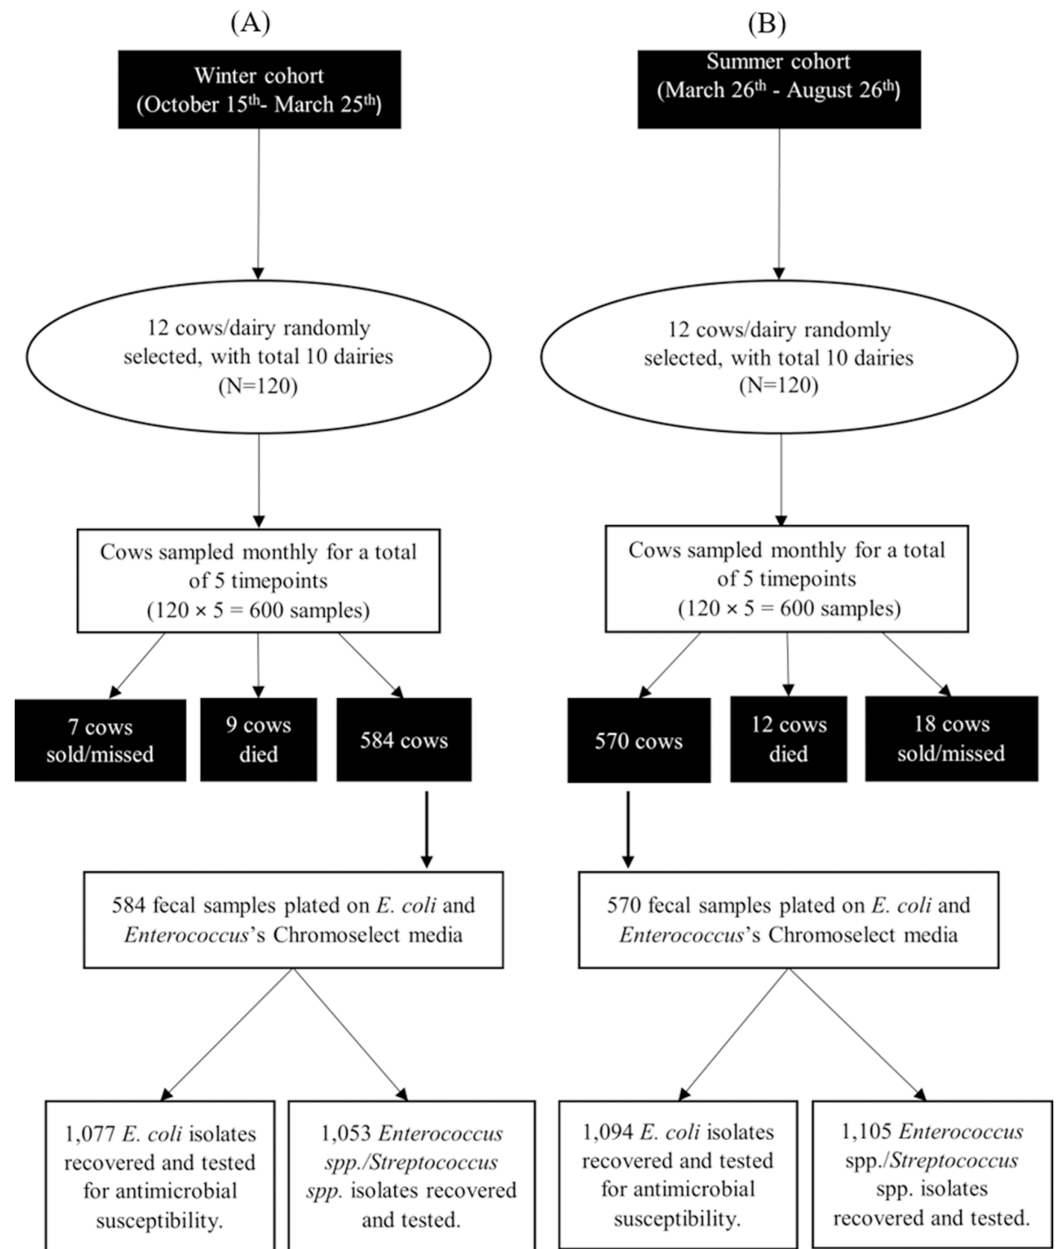 (A)
Winter cohort
(October 15th- March 25th)
12 cows/dairy randomly
selected, with total 10 dairies
(N=120)
Cows sampled monthly for a total
of 5 timepoints
(120 × 5 = 600 samples)
7 cows
sold/missed
9 cows
died
584 cows
584 fecal samples plated on E. coli and
Enterococcus's Chromoselect media
1,077 E. coli isolates
recovered and tested
for antimicrobial
susceptibility.
1,053 Enterococcus
spp./Streptococcus
spp. isolates recovered
and tested.
(B)
Summer cohort
(March 26th - August 26th)
12 cows/dairy randomly
selected, with total 10 dairies
(N=120)
Cows sampled monthly for a total
of 5 timepoints
(120 × 5 = 600 samples)
570 cows
12 cows
died
18 cows
sold/missed
570 fecal samples plated on E. coli and
Enterococcus's Chromoselect media
1,094 E. coli isolates
recovered and tested
for antimicrobial
susceptibility.
1,105 Enterococcus
spp./Streptococcus
spp. isolates
recovered and tested.